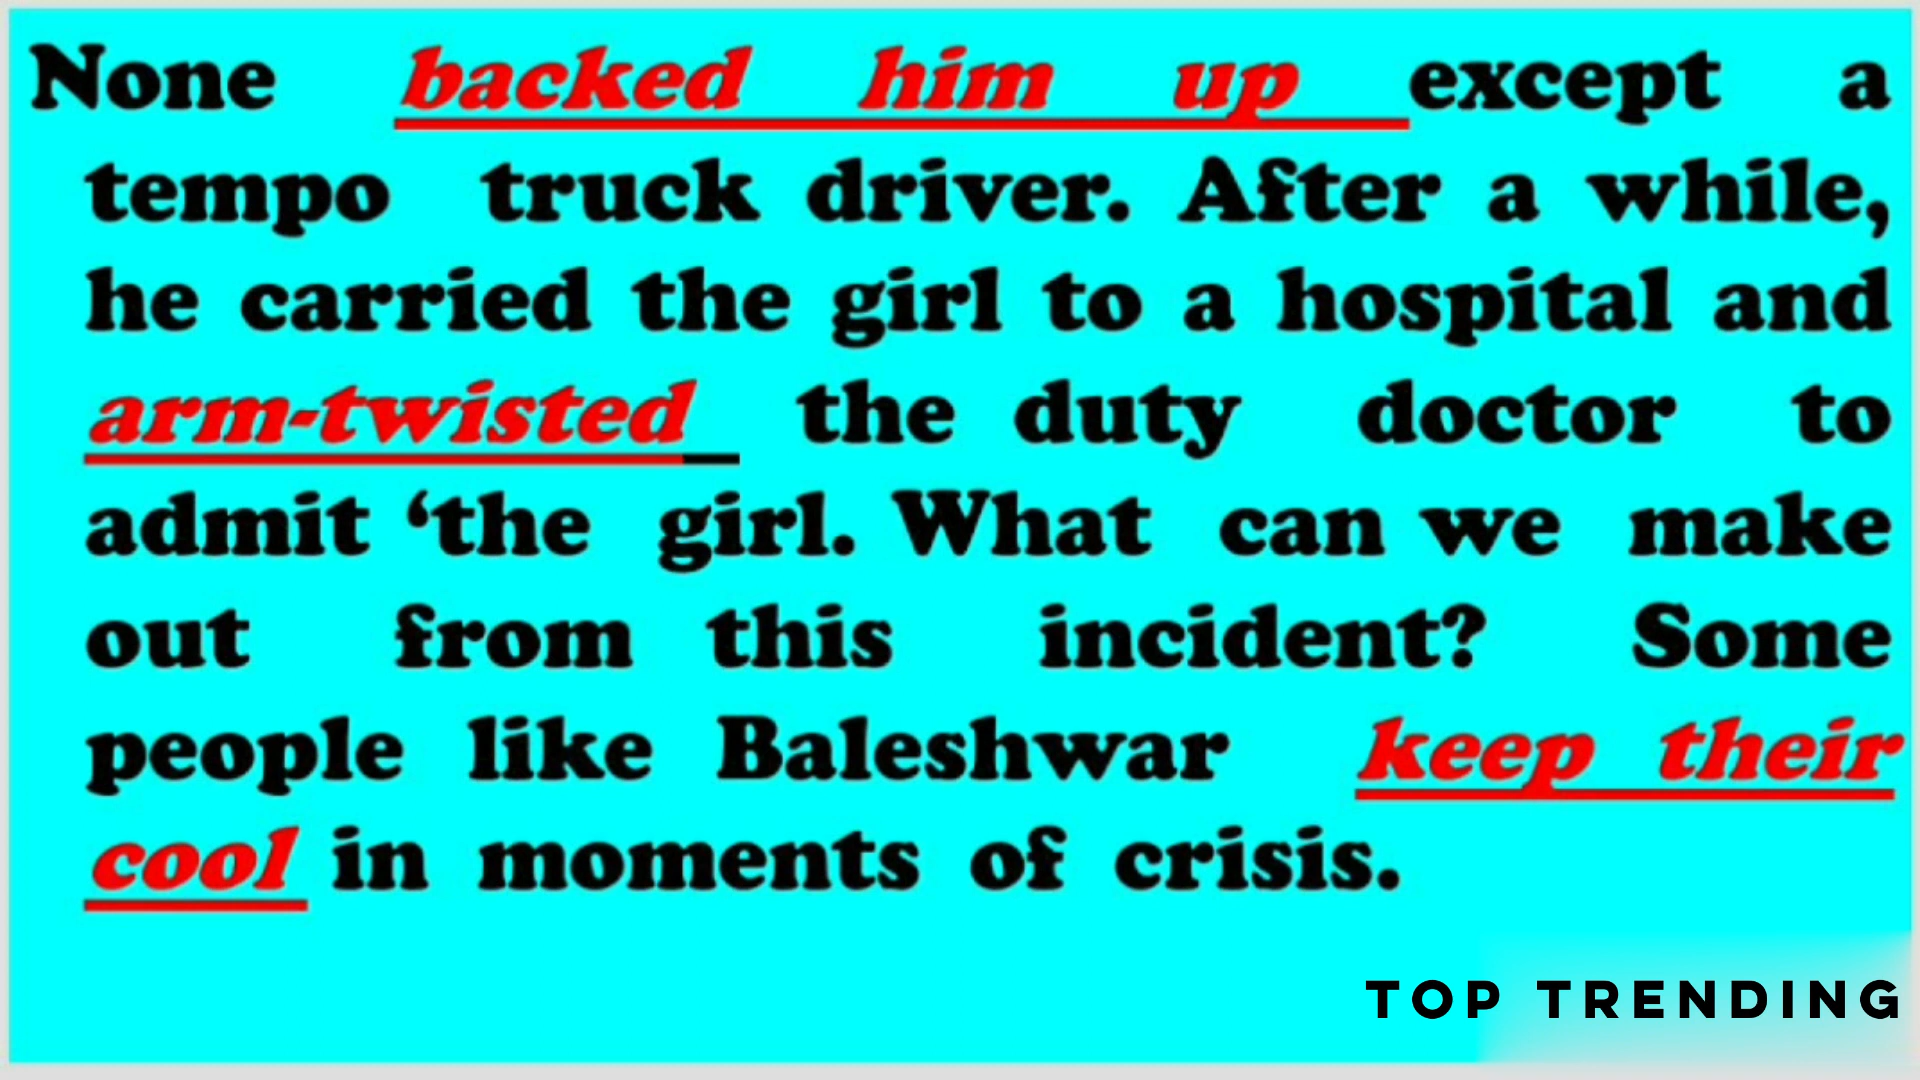 None backed him up except a
tempo truck driver. After a while,
he carried the girl to a hospital and
arm-twisted the duty doctor to
admit ‘the girl. What can we make
out from this incident? Some
people like Baleshwar keep their
cool in moments of crisis.
TOP TRENDING